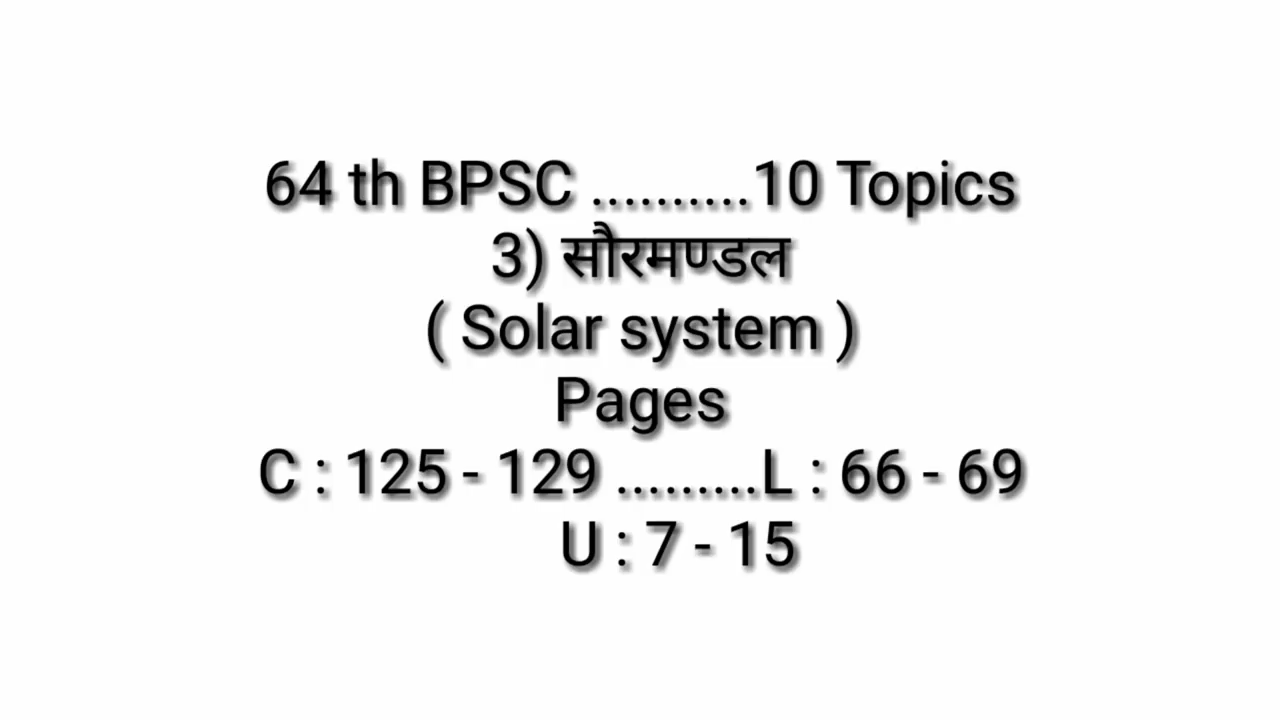 64 th BPSC ..........10 Topics
3) सौरमण्डल
( Solar system )
Pages
C : 125 - 129 .........L : 66 - 69
U : 7 - 15